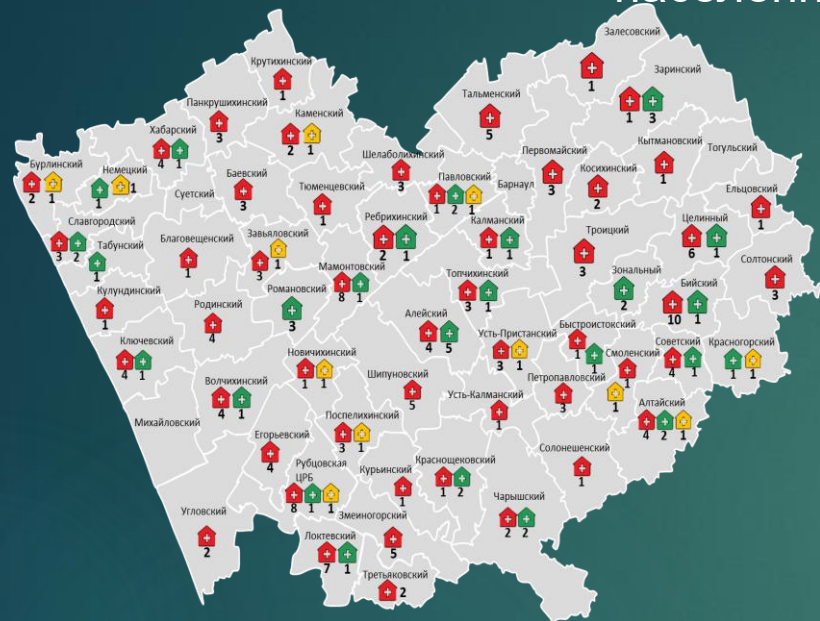 Залесовский
1
Крутихинский
1
Заринский
1 3
Тальменский
5
Панкрушихинский
3
Каменский
2 1
Хабарский
4 1
Шелаболихинский
3
Первомайский
3
Кытмановский
1
Тогульский
Бурлинский
2 1
Немецкий
1 1
Суетский
Баевский
3
Тюменцевский
1
Павловский
1 2 1
Барнаул
Косихинский
2
Ельцовский
1
Славгородский
3 2
Табунский
1
Благовещенский
1
Завьяловский
3 1
Ребрихинский
2 1
Калманский
1 1
Троицкий
3
Целинный
6 1
Солтонский
3
Кулундинский
1
Родинский
4
Романовский
3
Мамонтовский
8 1
Топчихинский
3 1
Зональный
2
Бийский
10 1
Ключевский
4 1
Новичихинский
1 1
Алейский
4 5
Усть-Пристанский
3 1
Быстроистокский
1 1
Смоленский
1
1
Советский
4 1
Красногорский
1 1
Волчихинский
4 1
Шипуновский
5
Петропавловский
3
Усть-Калманский
1
Алтайский
4 2 1
Михайловский
Поспелихинский
3 1
Егорьевский
4
Рубцовская
ЦРБ
8 1 1
Курьинский
1
Краснощековский
1 2
Солонешенский
1
Чарышский
2 2
Угловский
2
Змеиногорский
5
Локтевский
7 1
Третьяковский
2